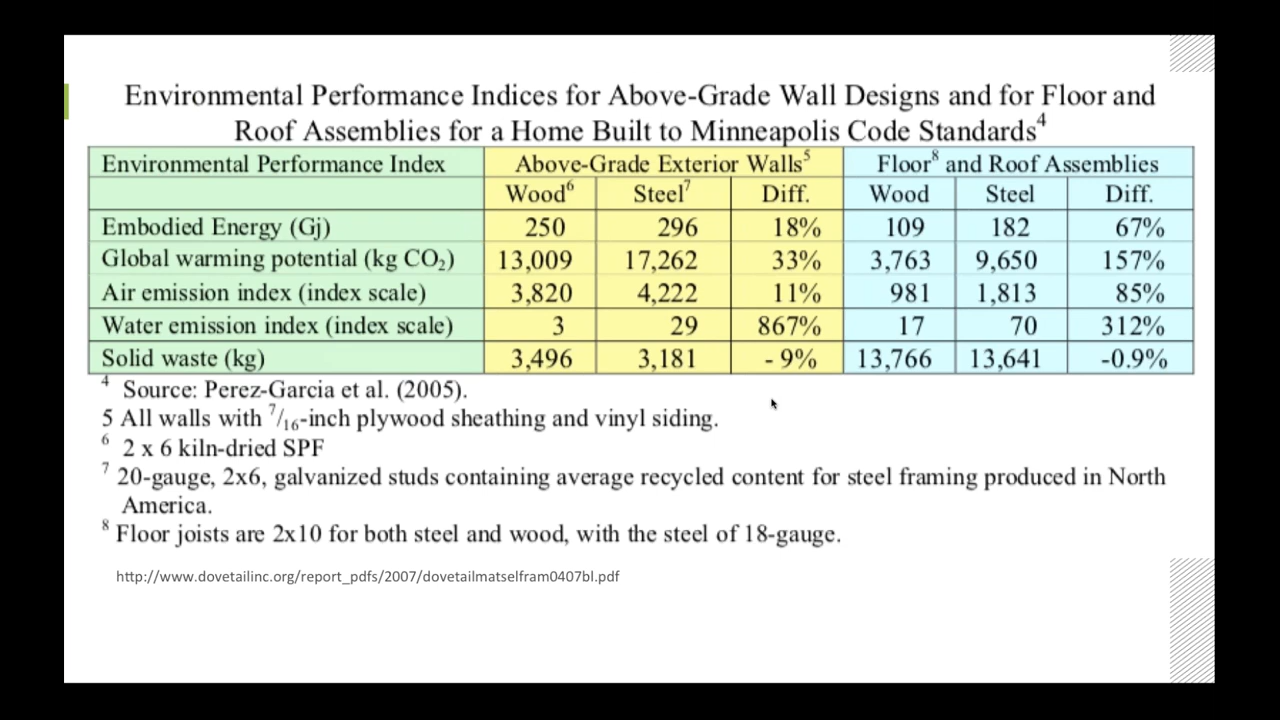 Environmental Performance Indices for Above-Grade Wall Designs and for Floor and
Roof Assemblies for a Home Built to Minneapolis Code Standards⁴
Environmental Performance Index Above-Grade Exterior Walls⁵ Floor⁸ and Roof Assemblies
Wood⁶ Steel⁷ Diff. Wood Steel Diff.
Embodied Energy (Gj) 250 296 18% 109 182 67%
Global warming potential (kg CO₂) 13,009 17,262 33% 3,763 9,650 157%
Air emission index (index scale) 3,820 4,222 11% 981 1,813 85%
Water emission index (index scale) 3 29 867% 17 70 312%
Solid waste (kg) 3,496 3,181 - 9% 13,766 13,641 -0.9%
⁴ Source: Perez-Garcia et al. (2005).
5 All walls with ⁷/₁₆-inch plywood sheathing and vinyl siding.
⁶ 2 x 6 kiln-dried SPF
⁷ 20-gauge, 2x6, galvanized studs containing average recycled content for steel framing produced in North
America.
⁸ Floor joists are 2x10 for both steel and wood, with the steel of 18-gauge.
http://www.dovetailinc.org/report_pdfs/2007/dovetailmatselfram0407bl.pdf